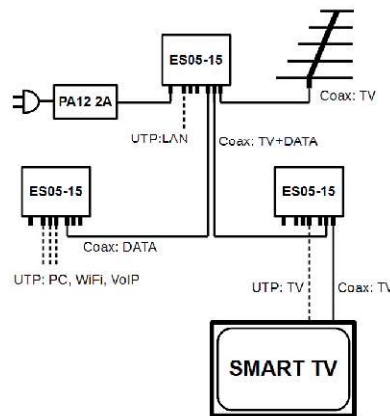 ES05-15
PA12 2A
Coax: TV
UTP:LAN
Coax: TV+DATA
ES05-15
ES05-15
Coax: DATA
UTP: PC, WiFi, VoIP
UTP: TV
Coax: TV
SMART TV